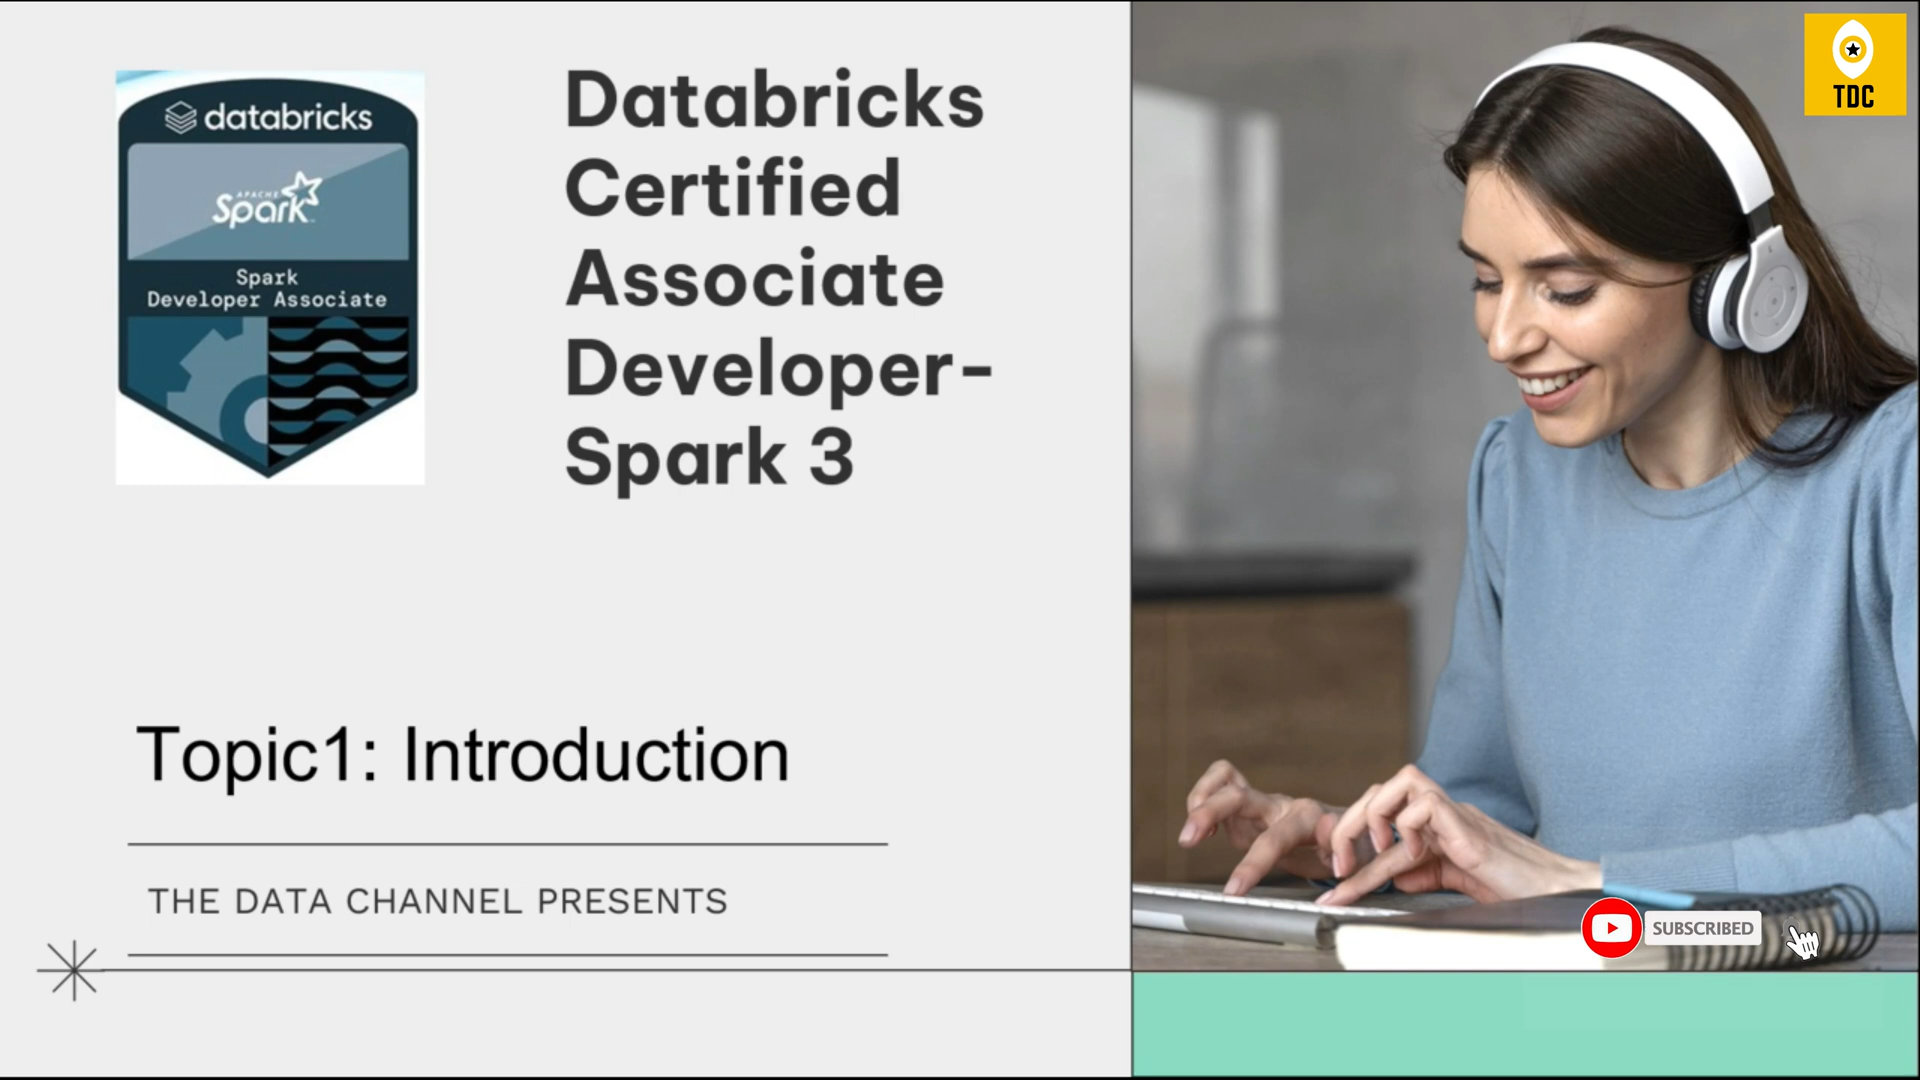 databricks
APACHE
Spark
Spark
Developer Associate
Databricks
Certified
Associate
Developer-
Spark 3
TDC
Topic1: Introduction
THE DATA CHANNEL PRESENTS
SUBSCRIBED